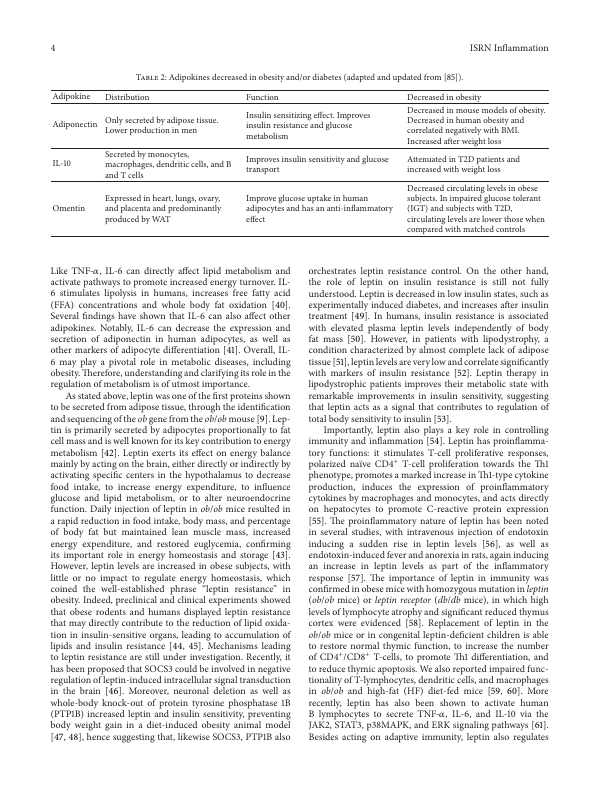 4
ISRN Inflammation
Table 2: Adipokines decreased in obesity and/or diabetes (adapted and updated from [85]).
Adipokine Distribution Function Decreased in obesity
Adiponectin
Only secreted by adipose tissue.
Lower production in men
Insulin sensitizing effect. Improves
insulin resistance and glucose
metabolism
Decreased in mouse models of obesity.
Decreased in human obesity and
correlated negatively with BMI.
Increased after weight loss
IL-10
Secreted by monocytes,
macrophages, dendritic cells, and B
and T cells
Improves insulin sensitivity and glucose
transport
Attenuated in T2D patients and
increased with weight loss
Omentin
Expressed in heart, lungs, ovary,
and placenta and predominantly
produced by WAT
Improve glucose uptake in human
adipocytes and has an anti-inflammatory
effect
Decreased circulating levels in obese
subjects. In impaired glucose tolerant
(IGT) and subjects with T2D,
circulating levels are lower those when
compared with matched controls
Like TNF-α, IL-6 can directly affect lipid metabolism and
activate pathways to promote increased energy turnover. IL-
6 stimulates lipolysis in humans, increases free fatty acid
(FFA) concentrations and whole body fat oxidation [40].
Several findings have shown that IL-6 can also affect other
adipokines. Notably, IL-6 can decrease the expression and
secretion of adiponectin in human adipocytes, as well as
other markers of adipocyte differentiation [41]. Overall, IL-
6 may play a pivotal role in metabolic diseases, including
obesity. Therefore, understanding and clarifying its role in the
regulation of metabolism is of utmost importance.
As stated above, leptin was one of the first proteins shown
to be secreted from adipose tissue, through the identification
and sequencing of the ob gene from the ob/ob mouse [9]. Lep-
tin is primarily secreted by adipocytes proportionally to fat
cell mass and is well known for its key contribution to energy
metabolism [42]. Leptin exerts its effect on energy balance
mainly by acting on the brain, either directly or indirectly by
activating specific centers in the hypothalamus to decrease
food intake, to increase energy expenditure, to influence
glucose and lipid metabolism, or to alter neuroendocrine
function. Daily injection of leptin in ob/ob mice resulted in
a rapid reduction in food intake, body mass, and percentage
of body fat but maintained lean muscle mass, increased
energy expenditure, and restored euglycemia, confirming
its important role in energy homeostasis and storage [43].
However, leptin levels are increased in obese subjects, with
little or no impact to regulate energy homeostasis, which
coined the well-established phrase “leptin resistance” in
obesity. Indeed, preclinical and clinical experiments showed
that obese rodents and humans displayed leptin resistance
that may directly contribute to the reduction of lipid oxida-
tion in insulin-sensitive organs, leading to accumulation of
lipids and insulin resistance [44, 45]. Mechanisms leading
to leptin resistance are still under investigation. Recently, it
has been proposed that SOCS3 could be involved in negative
regulation of leptin-induced intracellular signal transduction
in the brain [46]. Moreover, neuronal deletion as well as
whole-body knock-out of protein tyrosine phosphatase 1B
(PTP1B) increased leptin and insulin sensitivity, preventing
body weight gain in a diet-induced obesity animal model
[47, 48], hence suggesting that, likewise SOCS3, PTP1B also
orchestrates leptin resistance control. On the other hand,
the role of leptin on insulin resistance is still not fully
understood. Leptin is decreased in low insulin states, such as
experimentally induced diabetes, and increases after insulin
treatment [49]. In humans, insulin resistance is associated
with elevated plasma leptin levels independently of body
fat mass [50]. However, in patients with lipodystrophy, a
condition characterized by almost complete lack of adipose
tissue [51], leptin levels are very low and correlate significantly
with markers of insulin resistance [52]. Leptin therapy in
lipodystrophic patients improves their metabolic state with
remarkable improvements in insulin sensitivity, suggesting
that leptin acts as a signal that contributes to regulation of
total body sensitivity to insulin [53].
Importantly, leptin also plays a key role in controlling
immunity and inflammation [54]. Leptin has proinflamma-
tory functions: it stimulates T-cell proliferative responses,
polarized naïve CD4⁺ T-cell proliferation towards the Th1
phenotype, promotes a marked increase in Th1-type cytokine
production, induces the expression of proinflammatory
cytokines by macrophages and monocytes, and acts directly
on hepatocytes to promote C-reactive protein expression
[55]. The proinflammatory nature of leptin has been noted
in several studies, with intravenous injection of endotoxin
inducing a sudden rise in leptin levels [56], as well as
endotoxin-induced fever and anorexia in rats, again inducing
an increase in leptin levels as part of the inflammatory
response [57]. The importance of leptin in immunity was
confirmed in obese mice with homozygous mutation in leptin
(ob/ob mice) or leptin receptor (db/db mice), in which high
levels of lymphocyte atrophy and significant reduced thymus
cortex were evidenced [58]. Replacement of leptin in the
ob/ob mice or in congenital leptin-deficient children is able
to restore normal thymic function, to increase the number
of CD4⁺/CD8⁺ T-cells, to promote Th1 differentiation, and
to reduce thymic apoptosis. We also reported impaired func-
tionality of T-lymphocytes, dendritic cells, and macrophages
in ob/ob and high-fat (HF) diet-fed mice [59, 60]. More
recently, leptin has also been shown to activate human
B lymphocytes to secrete TNF-α, IL-6, and IL-10 via the
JAK2, STAT3, p38MAPK, and ERK signaling pathways [61].
Besides acting on adaptive immunity, leptin also regulates